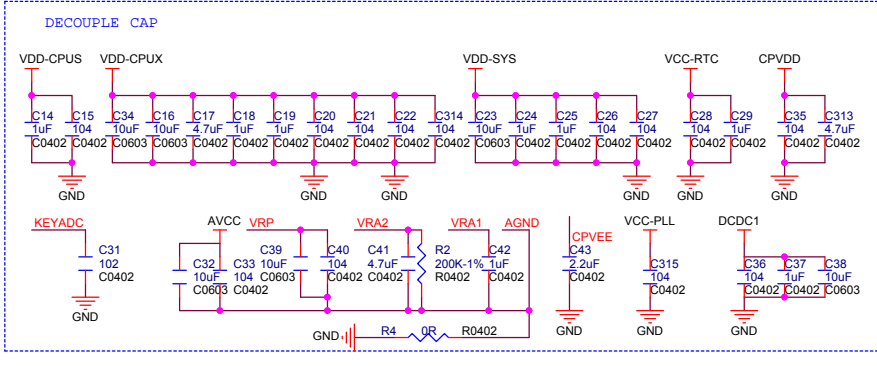 DECOUPLE CAP
VDD-CPUS VDD-CPUX VDD-SYS VCC-RTC CPVDD
C14 C15 C34 C16 C17 C18 C19 C20 C21 C22 C314 C23 C24 C25 C26 C27 C28 C29 C35 C313
1uF 104 10uF 10uF 4.7uF 1uF 1uF 104 104 104 104 10uF 1uF 1uF 104 104 104 1uF 104 4.7uF
C0402 C0402 C0603 C0603 C0402 C0402 C0402 C0402 C0402 C0402 C0402 C0603 C0402 C0402 C0402 C0402 C0402 C0402 C0402 C0402
GND GND GND GND GND GND
KEYADC AVCC VRP VRA2 VRA1 AGND CPVEE VCC-PLL DCDC1
C31 C32 C33 C39 C40 C41 R2 C42 C43 C315 C36 C37 C38
102 10uF 104 10uF 104 4.7uF 200K-1% 1uF 2.2uF 104 104 1uF 10uF
C0402 C0603 C0402 C0603 C0402 C0402 R0402 C0402 C0402 C0402 C0402 C0402 C0603
GND GND GND GND
GND R4 0R R0402